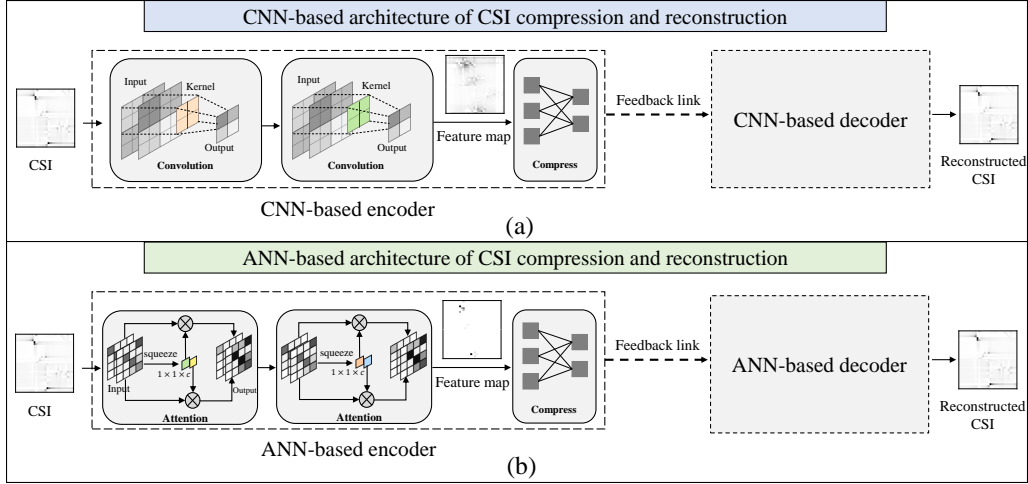 CNN-based architecture of CSI compression and reconstruction
CSI
Input
Kernel
Output
Convolution
Input
Kernel
Output
Convolution
Feature map
Compress
Feedback link
CNN-based decoder
Reconstructed
CSI
CNN-based encoder
(a)
ANN-based architecture of CSI compression and reconstruction
CSI
Input
squeeze
1 × 1 × c
Output
Attention
Input
squeeze
1 × 1 × c
Output
Attention
Feature map
Compress
Feedback link
ANN-based decoder
Reconstructed
CSI
ANN-based encoder
(b)